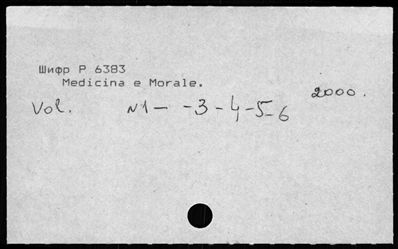 Шифр Р 6383
Medicina e Morale.
2000.
Vol. N1 - -3-4-5-6